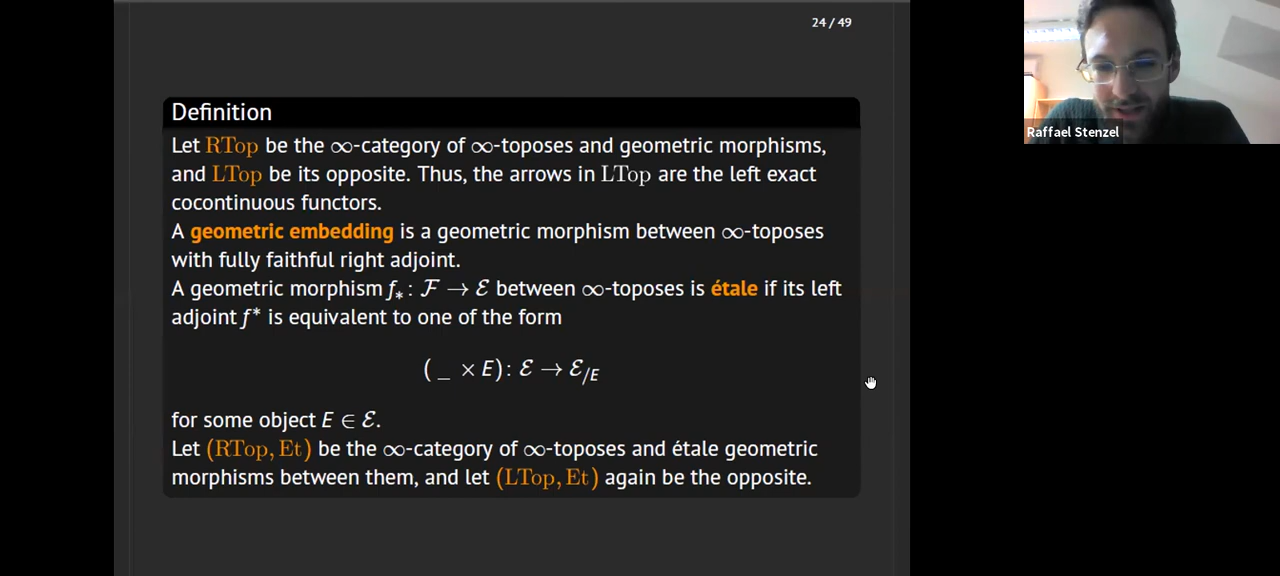 24 / 49
Definition
Let RTop be the ∞-category of ∞-toposes and geometric morphisms,
and LTop be its opposite. Thus, the arrows in LTop are the left exact
cocontinuous functors.
A geometric embedding is a geometric morphism between ∞-toposes
with fully faithful right adjoint.
A geometric morphism f_*: ℱ → ℰ between ∞-toposes is étale if its left
adjoint f* is equivalent to one of the form
( _ × E): ℰ → ℰ_/E
for some object E ∈ ℰ.
Let (RTop, Et) be the ∞-category of ∞-toposes and étale geometric
morphisms between them, and let (LTop, Et) again be the opposite.
Raffael Stenzel